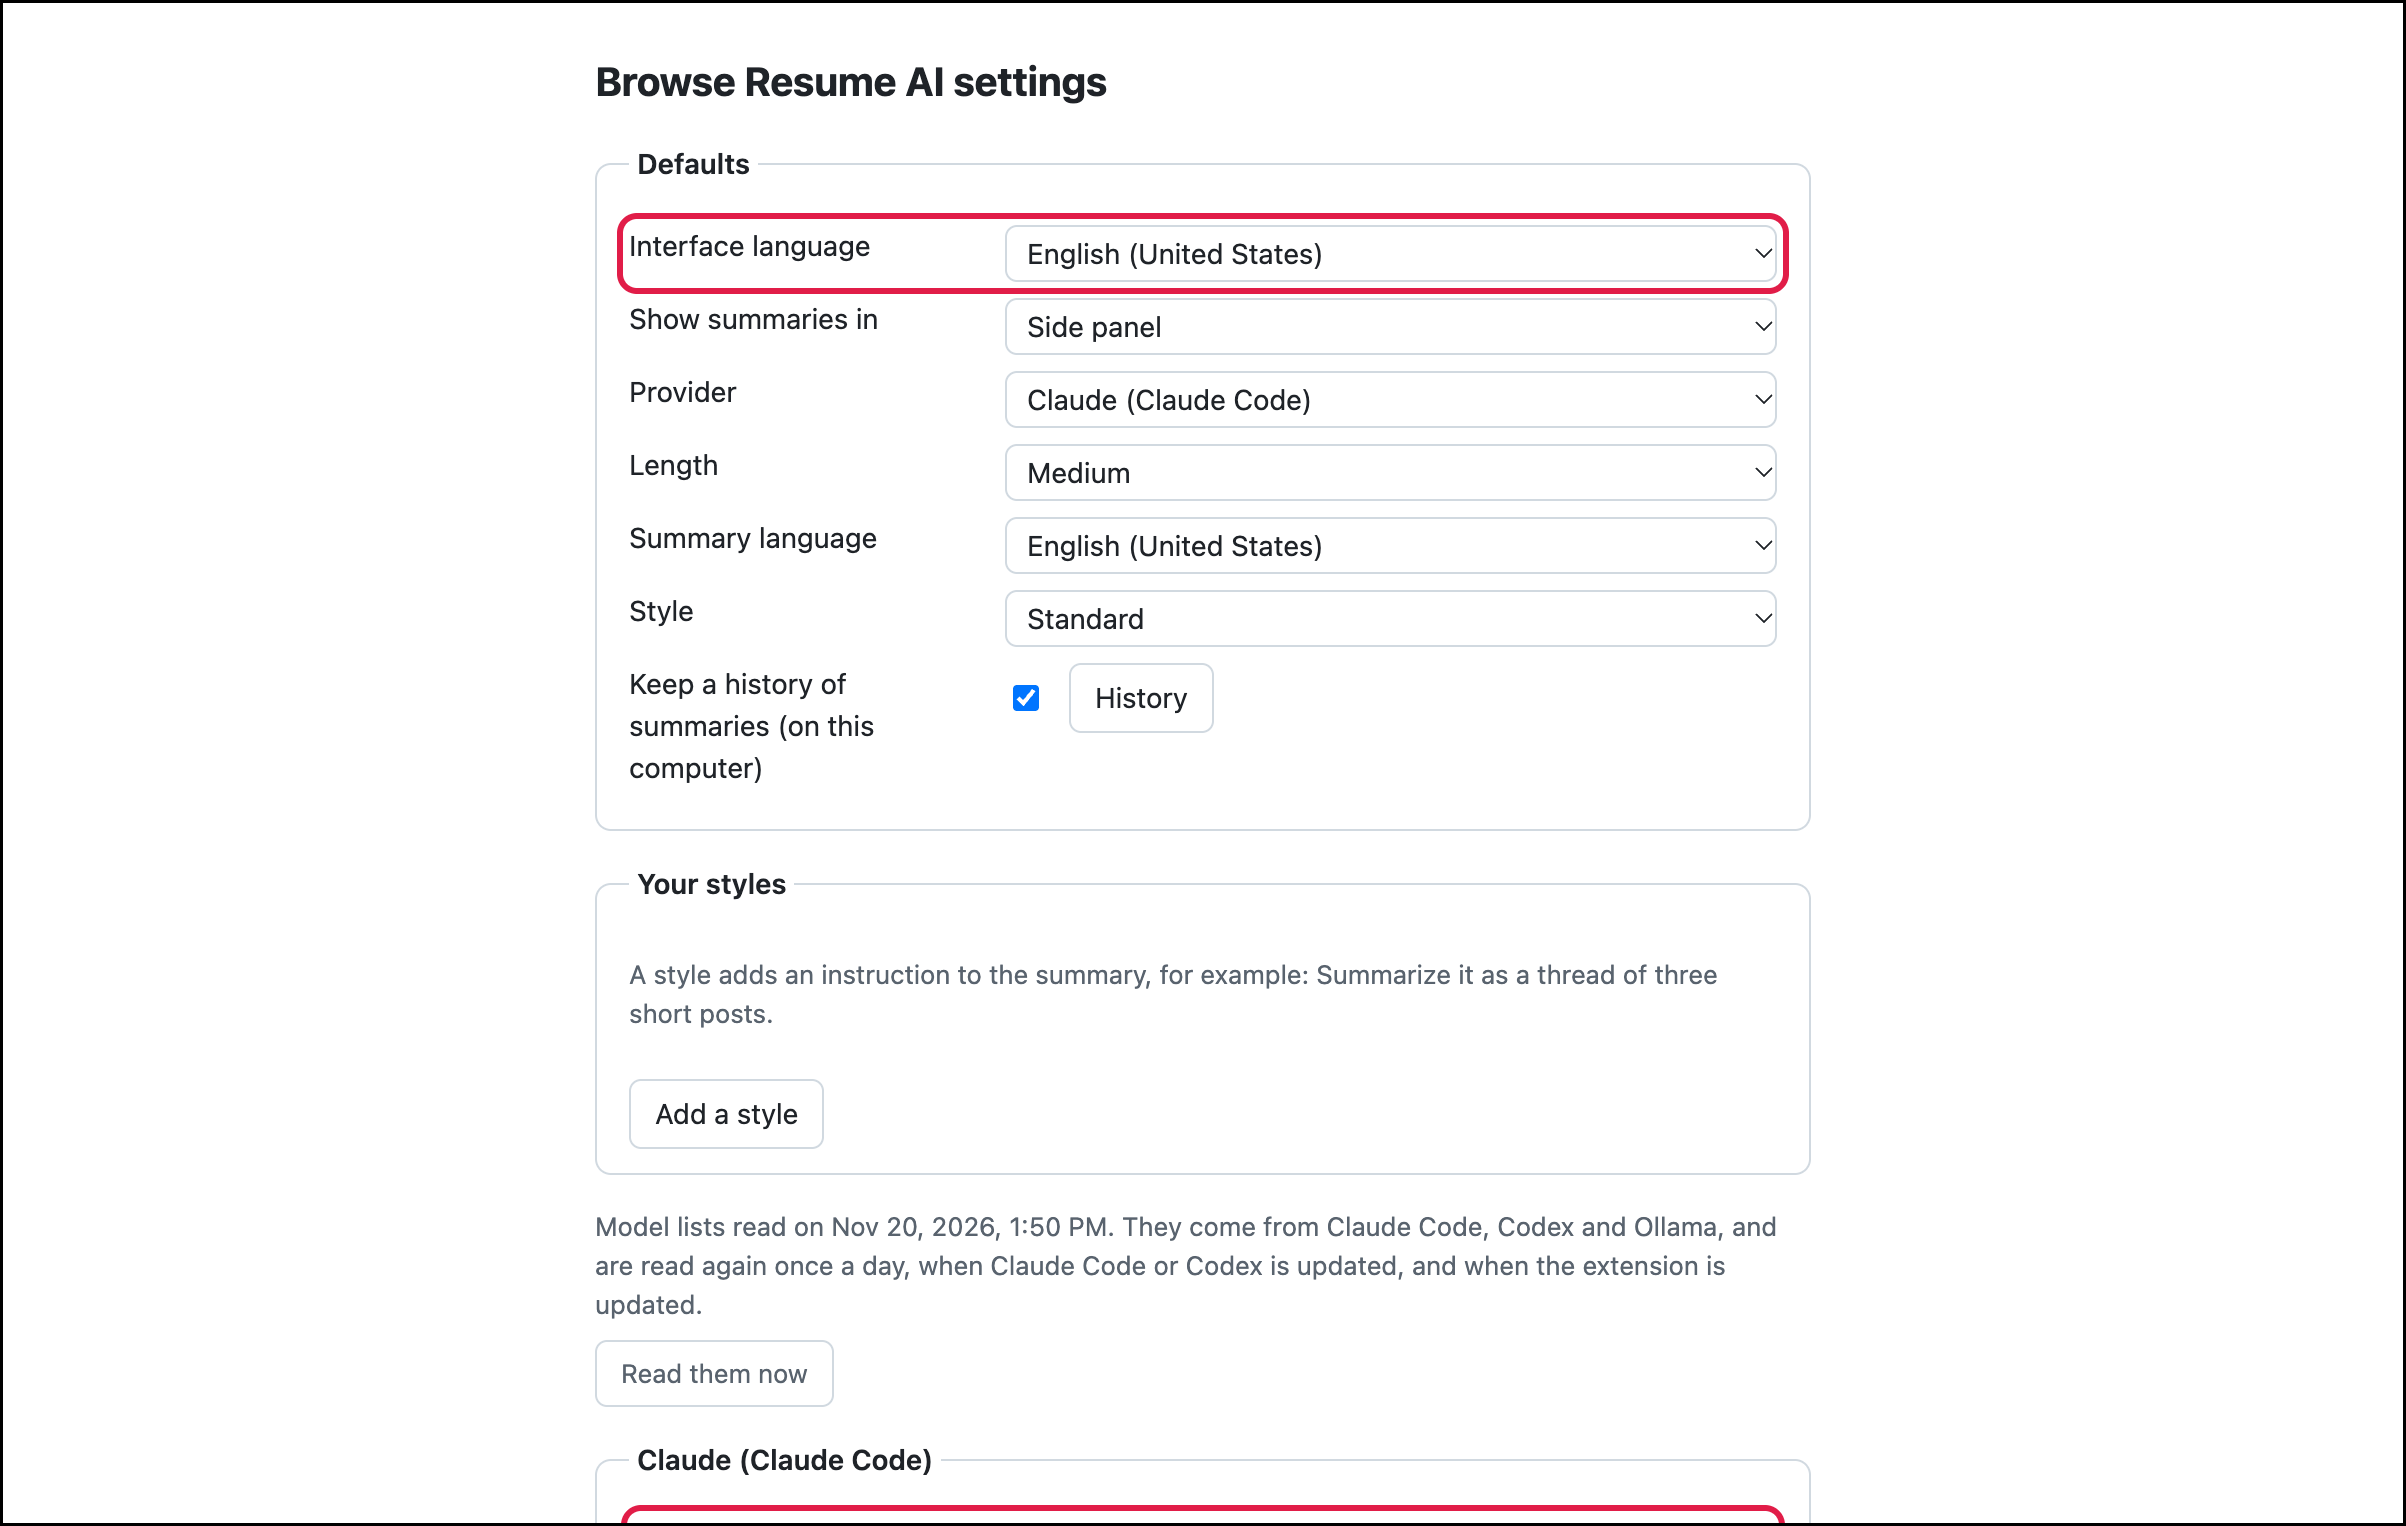 Browse Resume AI settings
Defaults
Interface language
English (United States)
Show summaries in
Side panel
Provider
Claude (Claude Code)
Length
Medium
Summary language
English (United States)
Style
Standard
Keep a history of
summaries (on this
computer)
History
Your styles
A style adds an instruction to the summary, for example: Summarize it as a thread of three
short posts.
Add a style
Model lists read on Nov 20, 2026, 1:50 PM. They come from Claude Code, Codex and Ollama, and
are read again once a day, when Claude Code or Codex is updated, and when the extension is
updated.
Read them now
Claude (Claude Code)